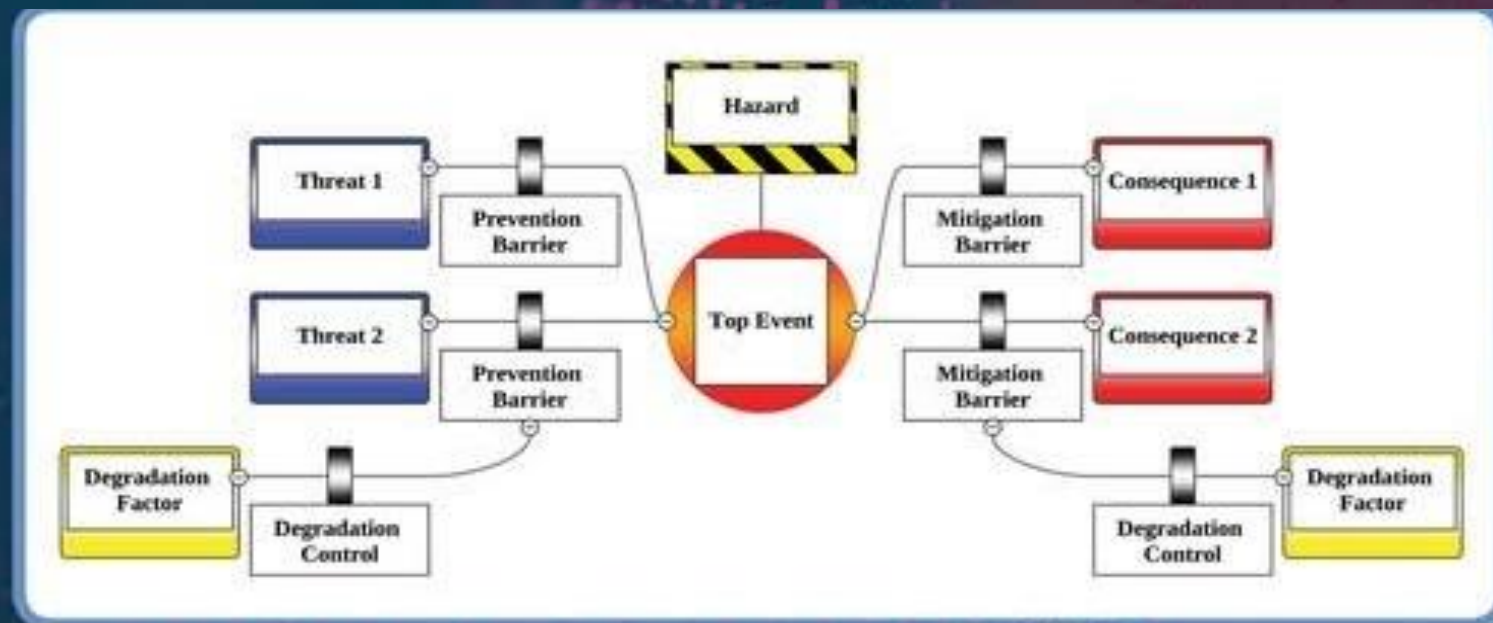 Hazard
Threat 1
Prevention
Barrier
Mitigation
Barrier
Consequence 1
Top Event
Threat 2
Prevention
Barrier
Mitigation
Barrier
Consequence 2
Degradation
Factor
Degradation
Control
Degradation
Control
Degradation
Factor